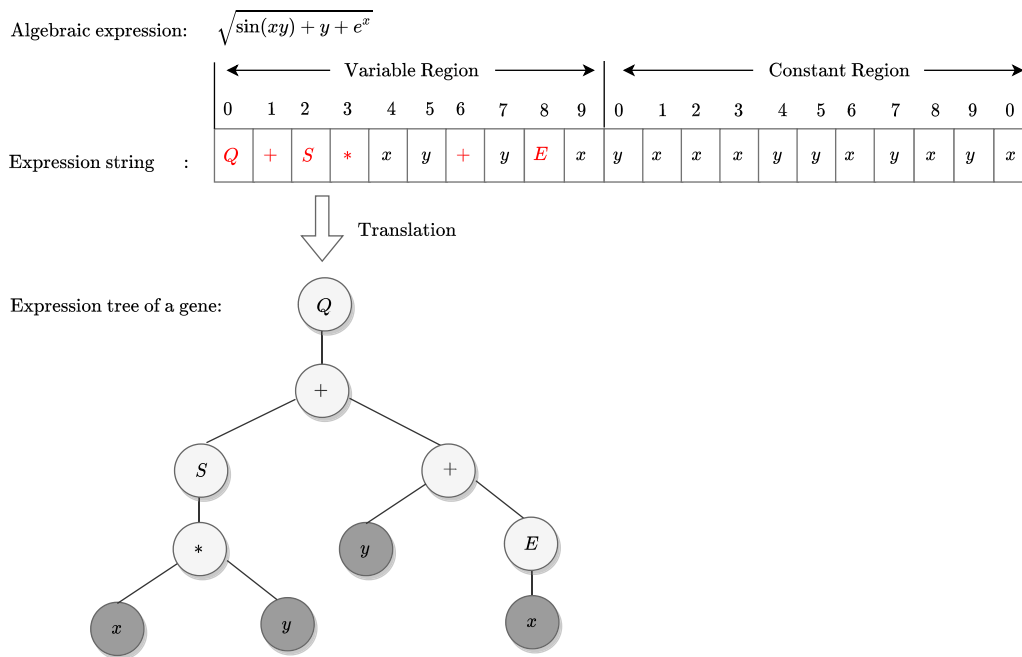 Algebraic expression: √(sin(xy) + y + eˣ)
Variable Region Constant Region
0 1 2 3 4 5 6 7 8 9 0 1 2 3 4 5 6 7 8 9 0
Expression string : Q + S * x y + y E x y x x x y y x y x y x
Translation
Expression tree of a gene:
Q
+
S +
* y E
x y x